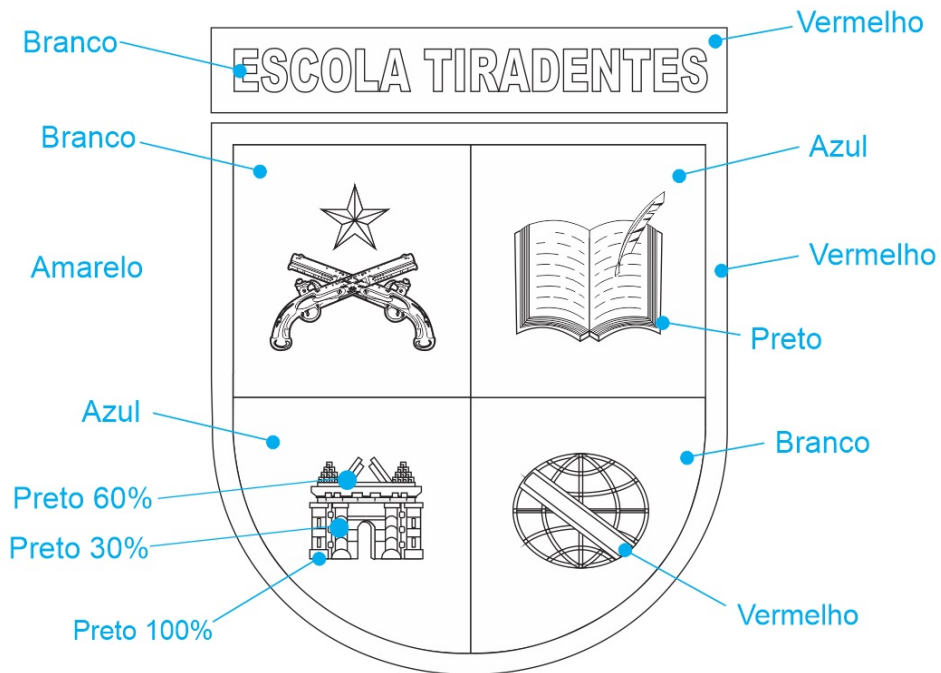 Vermelho
Branco
ESCOLA TIRADENTES
Branco
Azul
Amarelo
Vermelho
Preto
Azul
Branco
Preto 60%
Preto 30%
Vermelho
Preto 100%